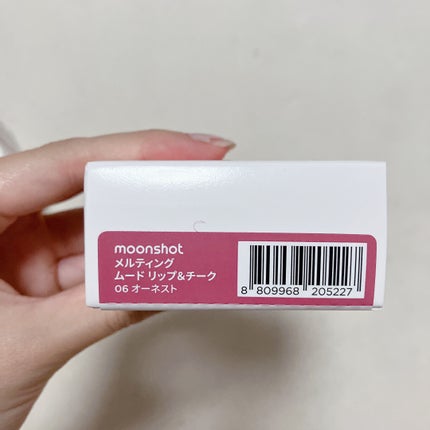 moonshot
メルティング
ムード リップ&チーク
06 オーネスト
8 809968 205227